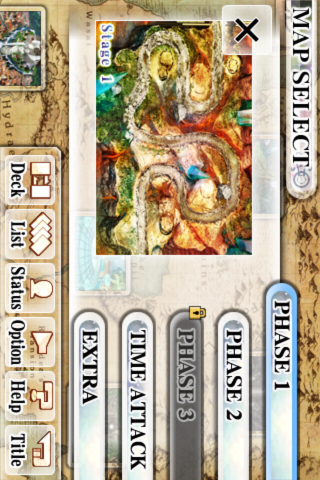 MAP SELECT
Stage 1
PHASE 1
PHASE 2
PHASE 3
TIME ATTACK
EXTRA
Deck
List
Status
Option
Help
Title